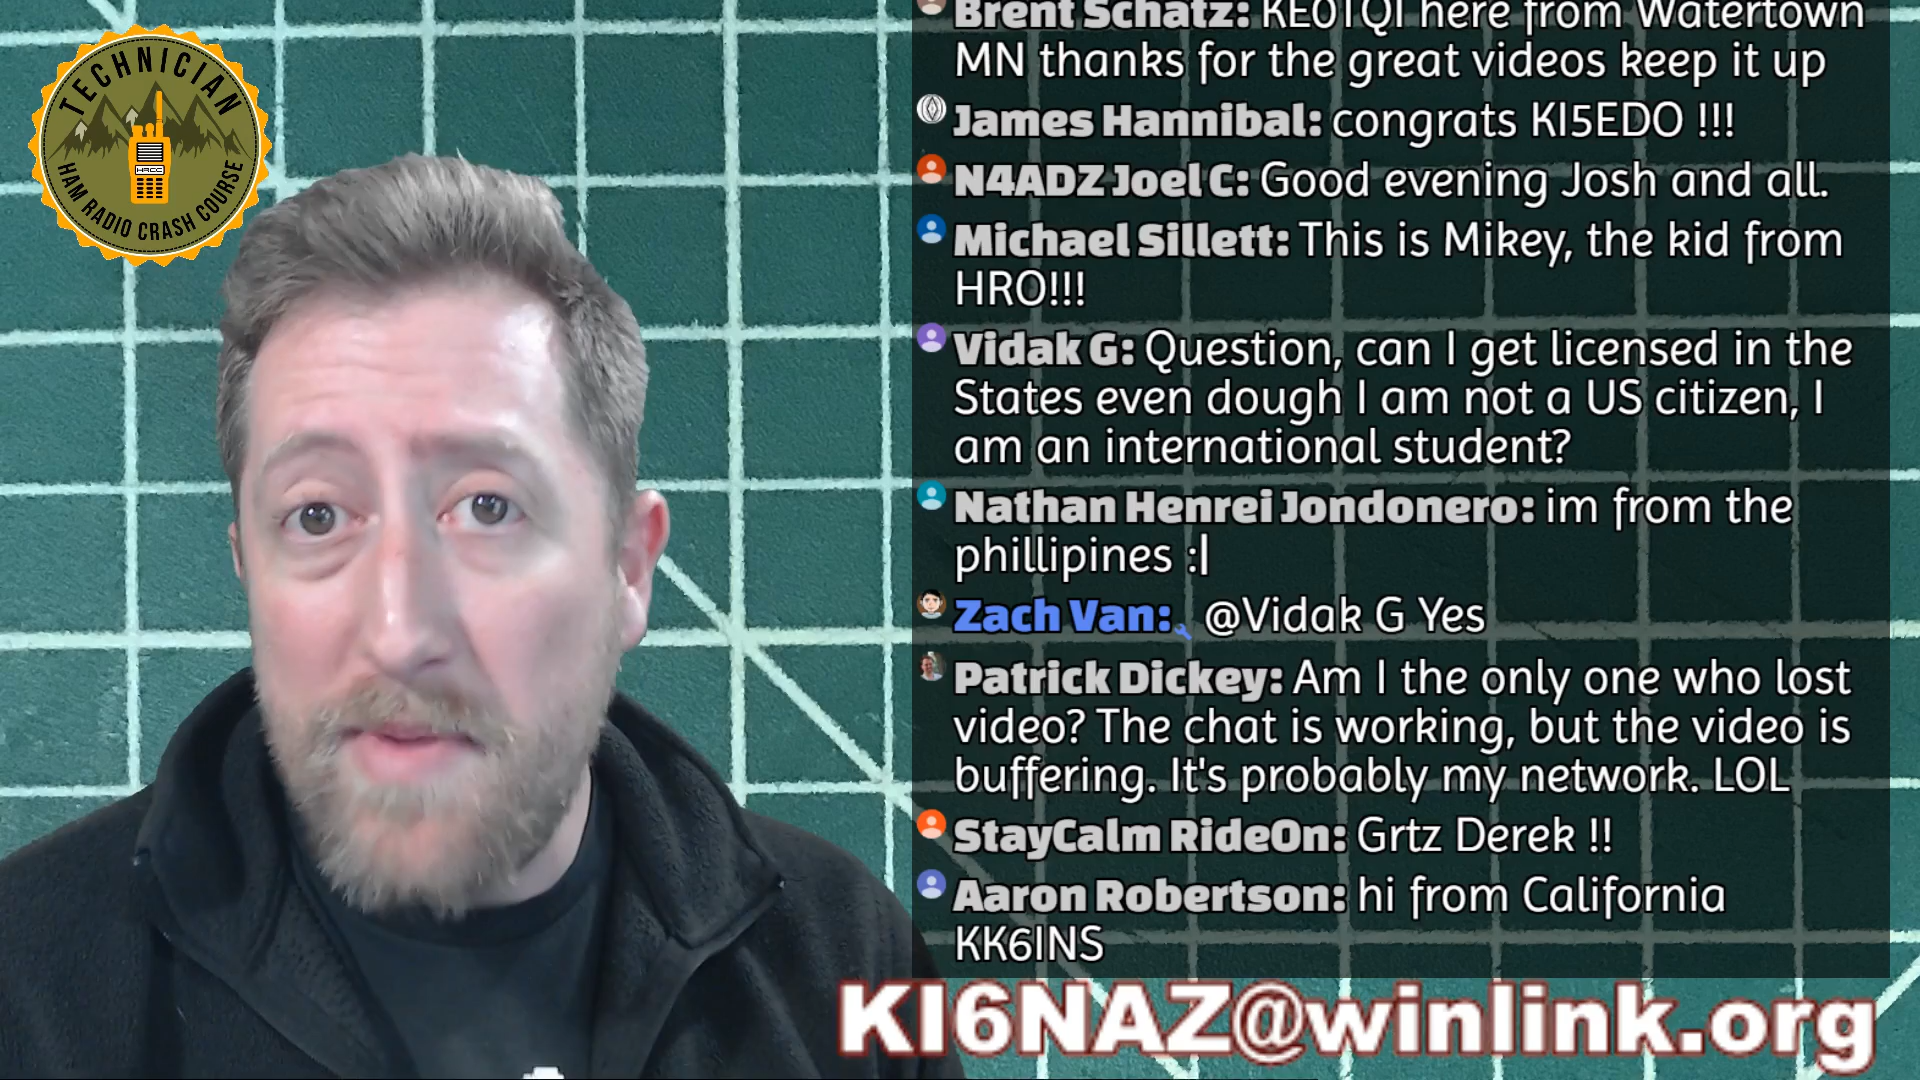 TECHNICIAN
HRCC
HAM RADIO CRASH COURSE
Brent Schatz: KE0TQI here from Watertown
MN thanks for the great videos keep it up
James Hannibal: congrats KI5EDO !!!
N4ADZ Joel C: Good evening Josh and all.
Michael Sillett: This is Mikey, the kid from
HRO!!!
Vidak G: Question, can I get licensed in the
States even dough I am not a US citizen, I
am an international student?
Nathan Henrei Jondonero: im from the
phillipines :|
Zach Van: @Vidak G Yes
Patrick Dickey: Am I the only one who lost
video? The chat is working, but the video is
buffering. It's probably my network. LOL
StayCalm RideOn: Grtz Derek !!
Aaron Robertson: hi from California
KK6INS
KI6NAZ@winlink.org